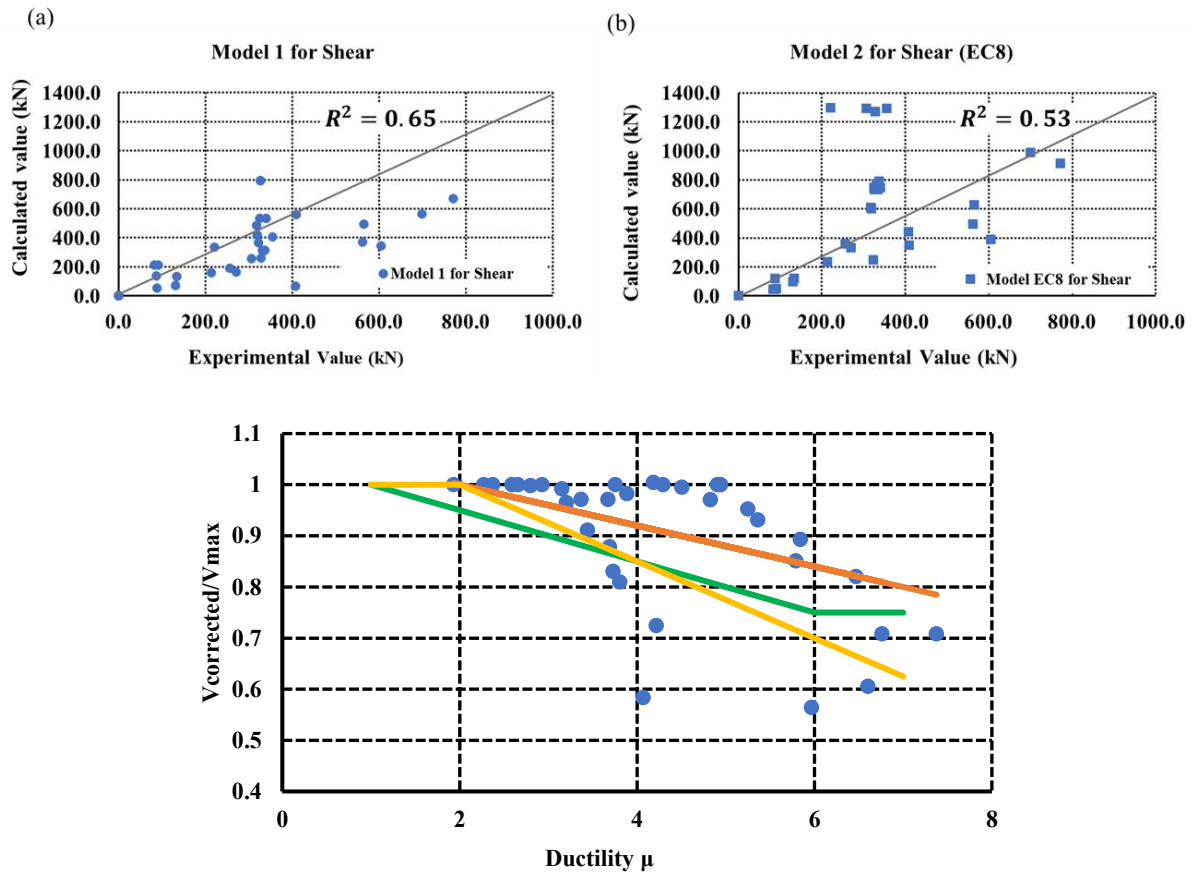 (a)
Model 1 for Shear
Calculated value (kN)
1400.0
1200.0
1000.0
800.0
600.0
400.0
200.0
0.0
R² = 0.65
Model 1 for Shear
0.0 200.0 400.0 600.0 800.0 1000.0
Experimental Value (kN)
(b)
Model 2 for Shear (EC8)
Calculated value (kN)
1400.0
1200.0
1000.0
800.0
600.0
400.0
200.0
0.0
R² = 0.53
Model EC8 for Shear
0.0 200.0 400.0 600.0 800.0 1000.0
Experimental Value (kN)
Vcorrected/Vmax
1.1
1
0.9
0.8
0.7
0.6
0.5
0.4
0 2 4 6 8
Ductility μ